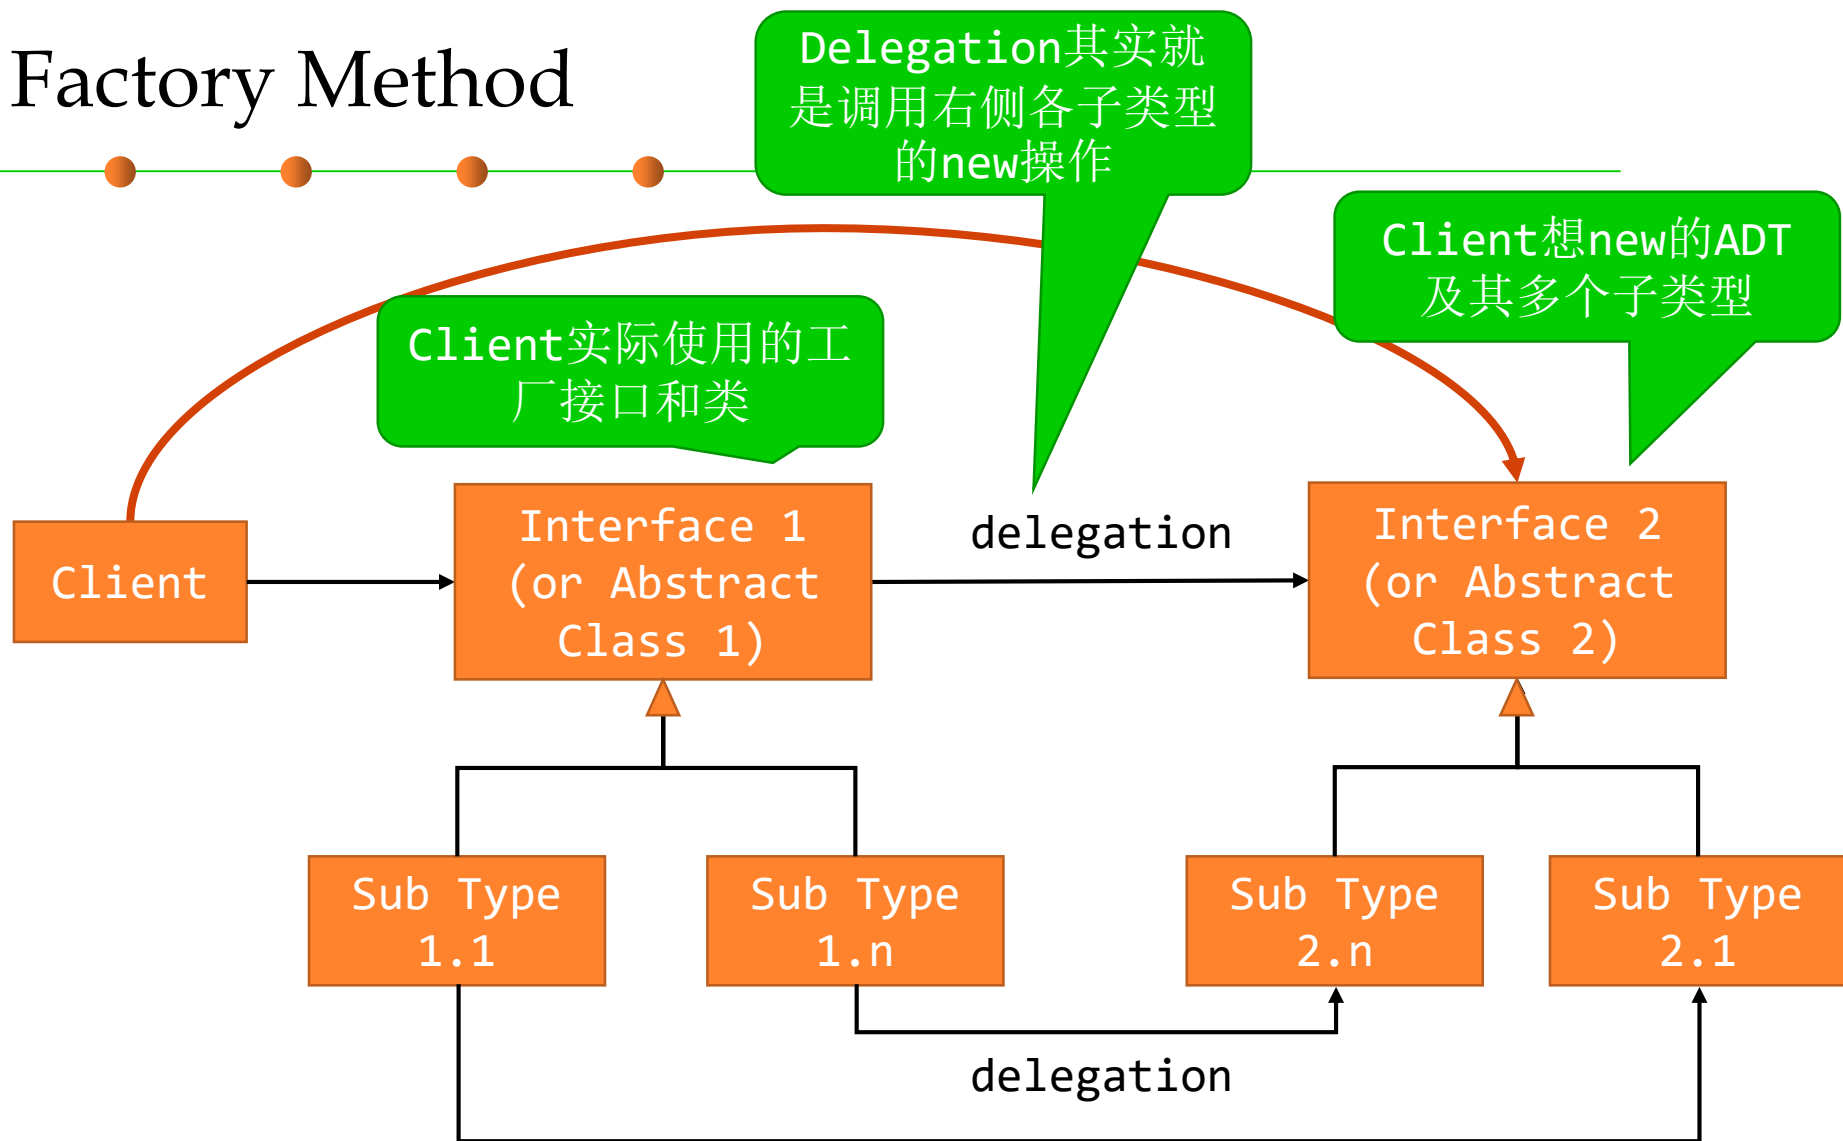 Factory Method
Delegation其实就
是调用右侧各子类型
的new操作
Client想new的ADT
及其多个子类型
Client实际使用的工
厂接口和类
Client
Interface 1
(or Abstract
Class 1)
delegation
Interface 2
(or Abstract
Class 2)
Sub Type
1.1
Sub Type
1.n
Sub Type
2.n
Sub Type
2.1
delegation